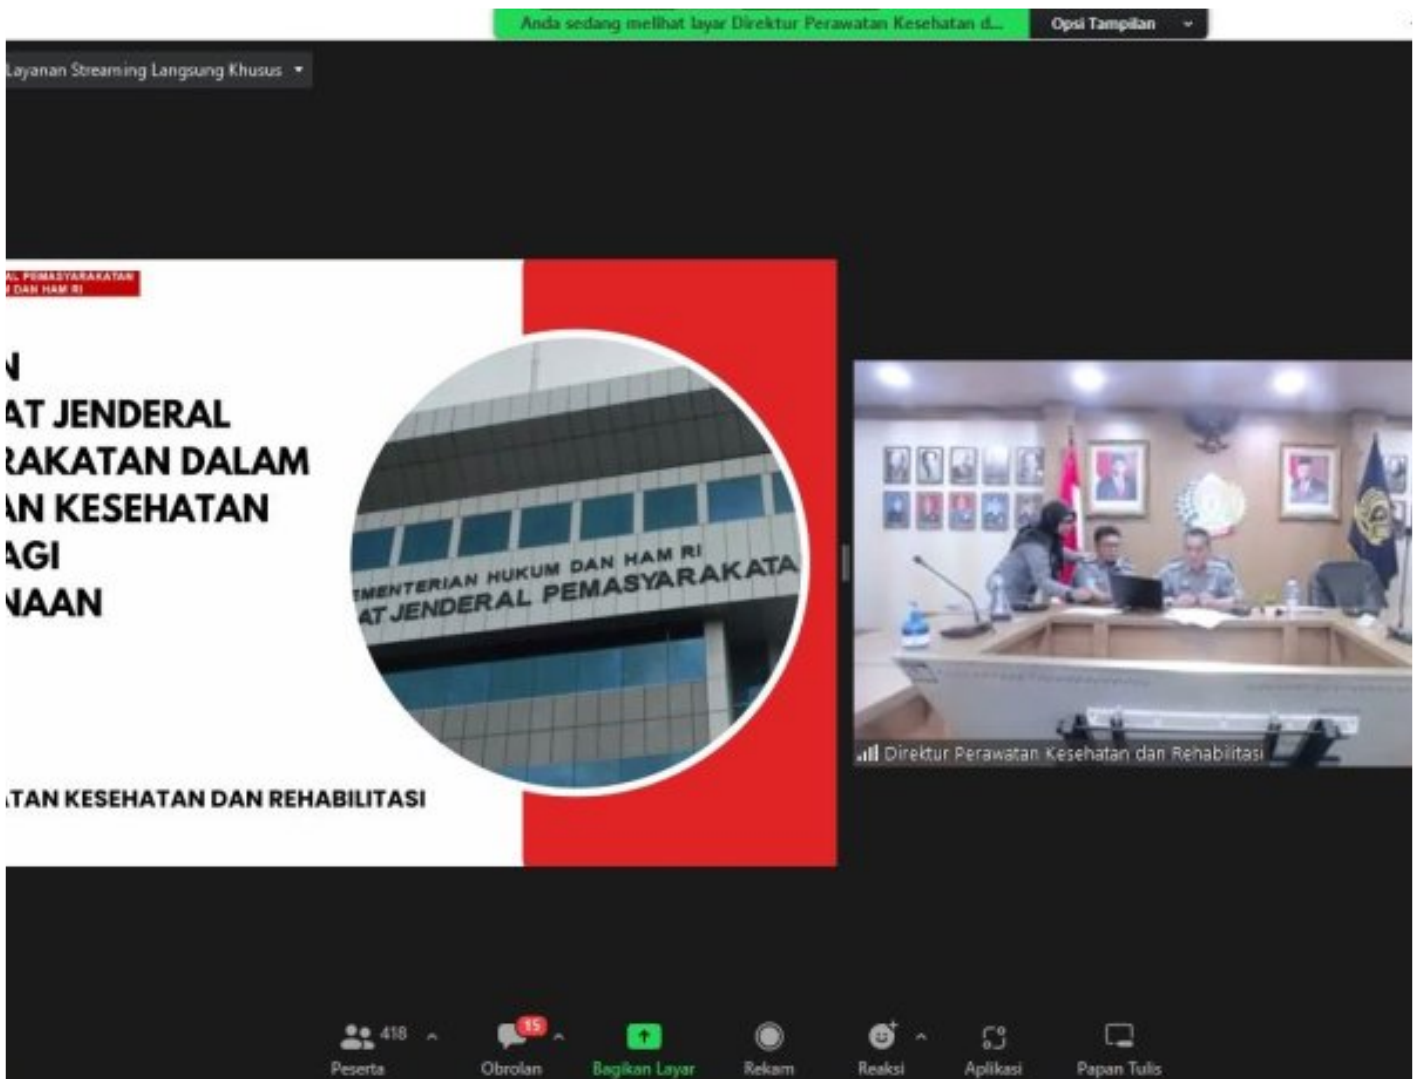 Anda sedang melihat layar Direktur Perawatan Kesehatan d...
Opsi Tampilan
Layanan Streaming Langsung Khusus
AL PEMASYARAKATAN
M DAN HAM RI
N
AT JENDERAL
RAKATAN DALAM
AN KESEHATAN
AGI
NAAN
EMENTERIAN HUKUM DAN HAM RI
AT JENDERAL PEMASYARAKATA
TAN KESEHATAN DAN REHABILITASI
Direktur Perawatan Kesehatan dan Rehabilitasi
418
15
Peserta
Obrolan
Bagikan Layar
Rekam
Reaksi
Aplikasi
Papan Tulis